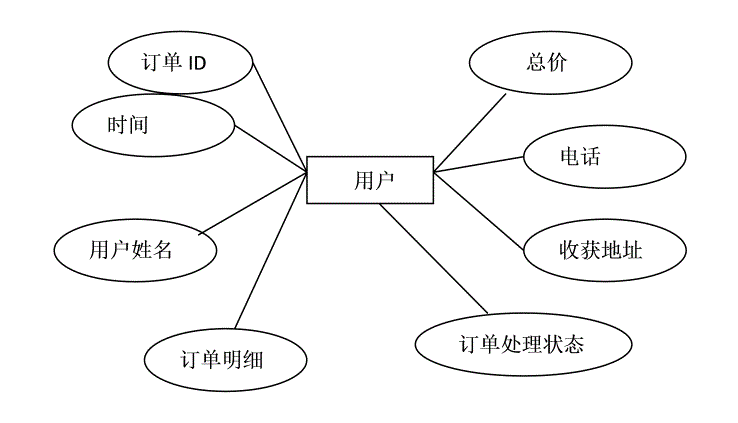 订单 ID
总价
时间
电话
用户
用户姓名
收获地址
订单明细
订单处理状态